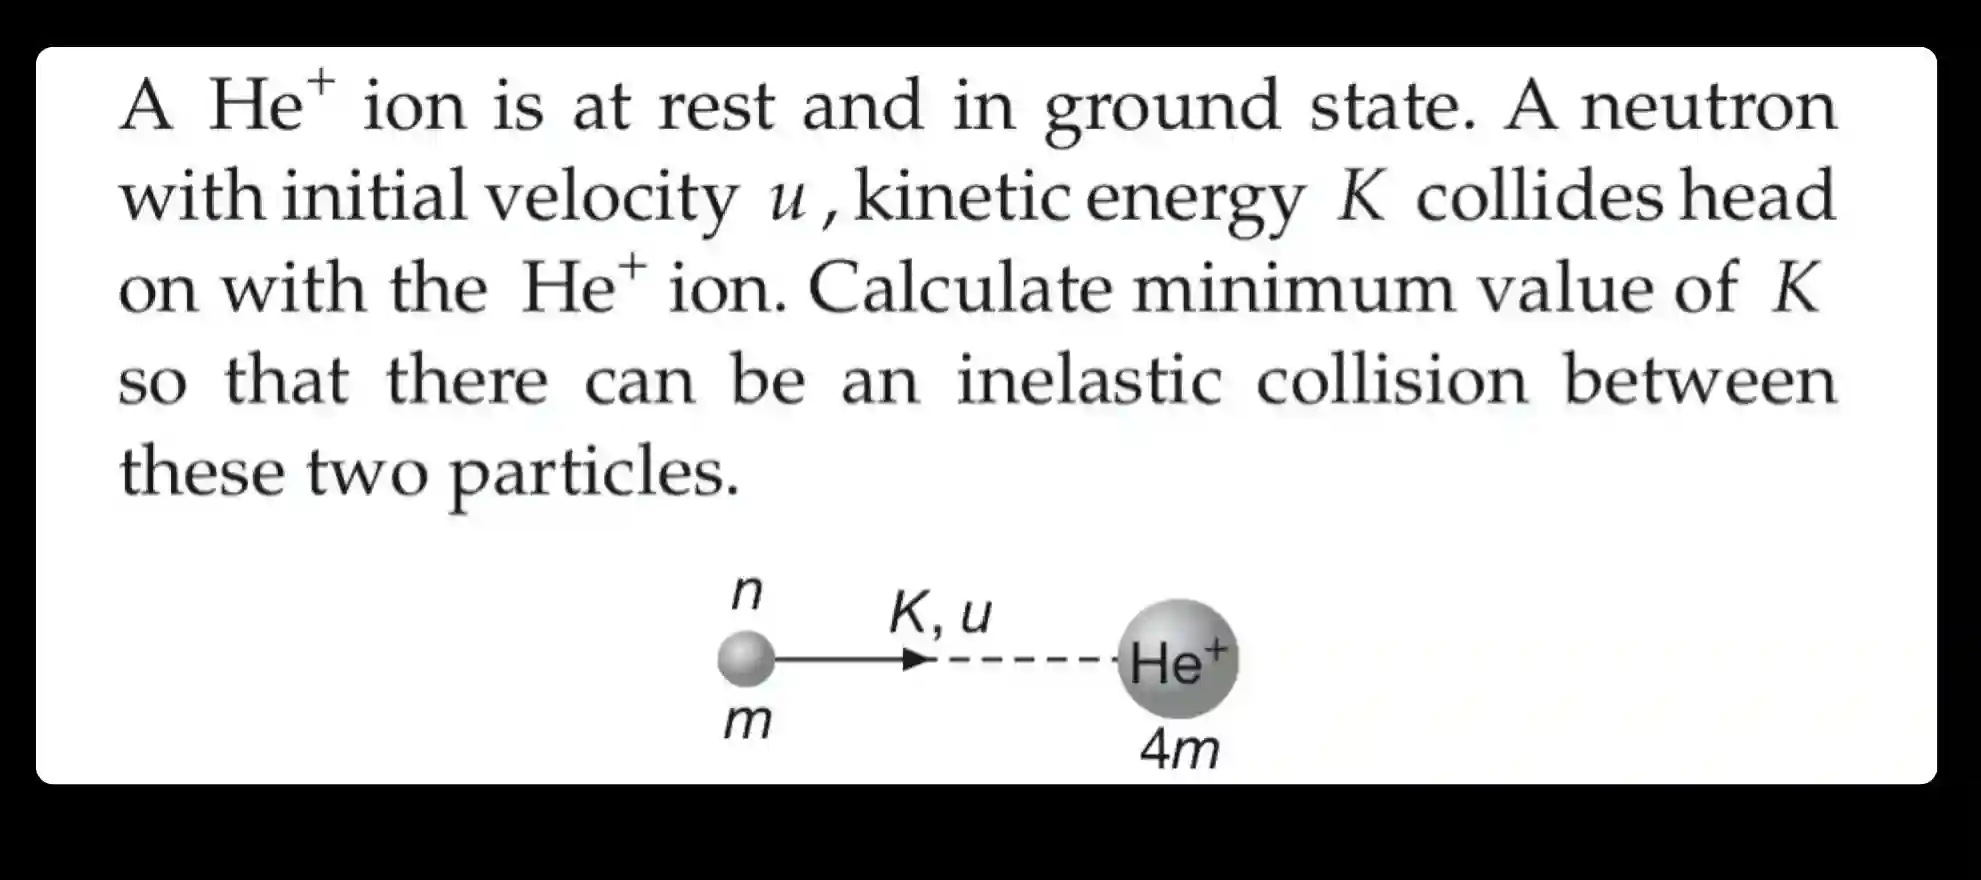 A He⁺ ion is at rest and in ground state. A neutron
with initial velocity u , kinetic energy K collides head
on with the He⁺ ion. Calculate minimum value of K
so that there can be an inelastic collision between
these two particles.
n
K, u
He⁺
m
4m